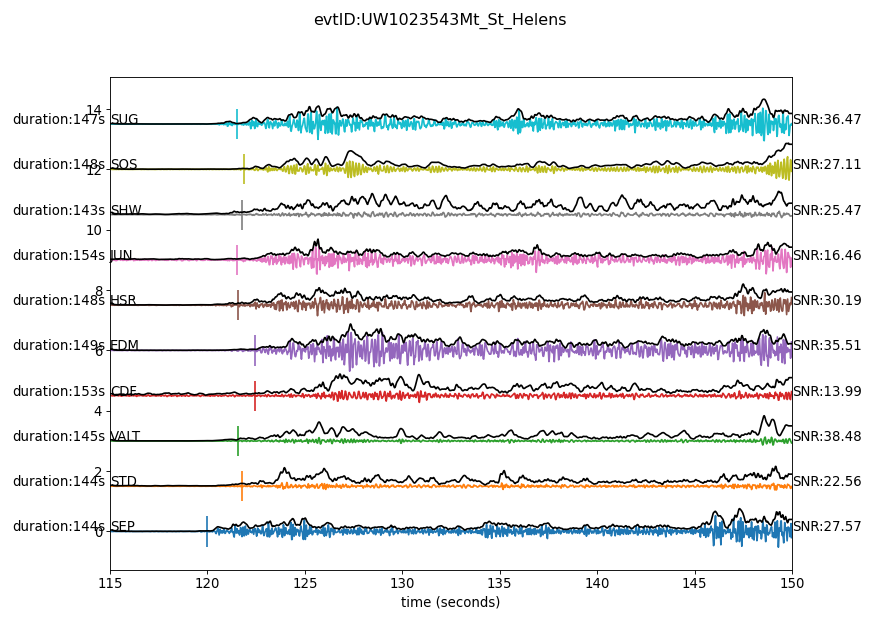 evtID:UW1023543Mt_St_Helens
14
duration:147s SUG SNR:36.47
duration:148s SOS SNR:27.11
12
duration:143s SHW SNR:25.47
10
duration:154s JUN SNR:16.46
8
duration:148s HSR SNR:30.19
duration:149s EDM SNR:35.51
6
duration:153s CDF SNR:13.99
4
duration:145s VALT SNR:38.48
2
duration:144s STD SNR:22.56
duration:144s SEP SNR:27.57
0
115 120 125 130 135 140 145 150
time (seconds)